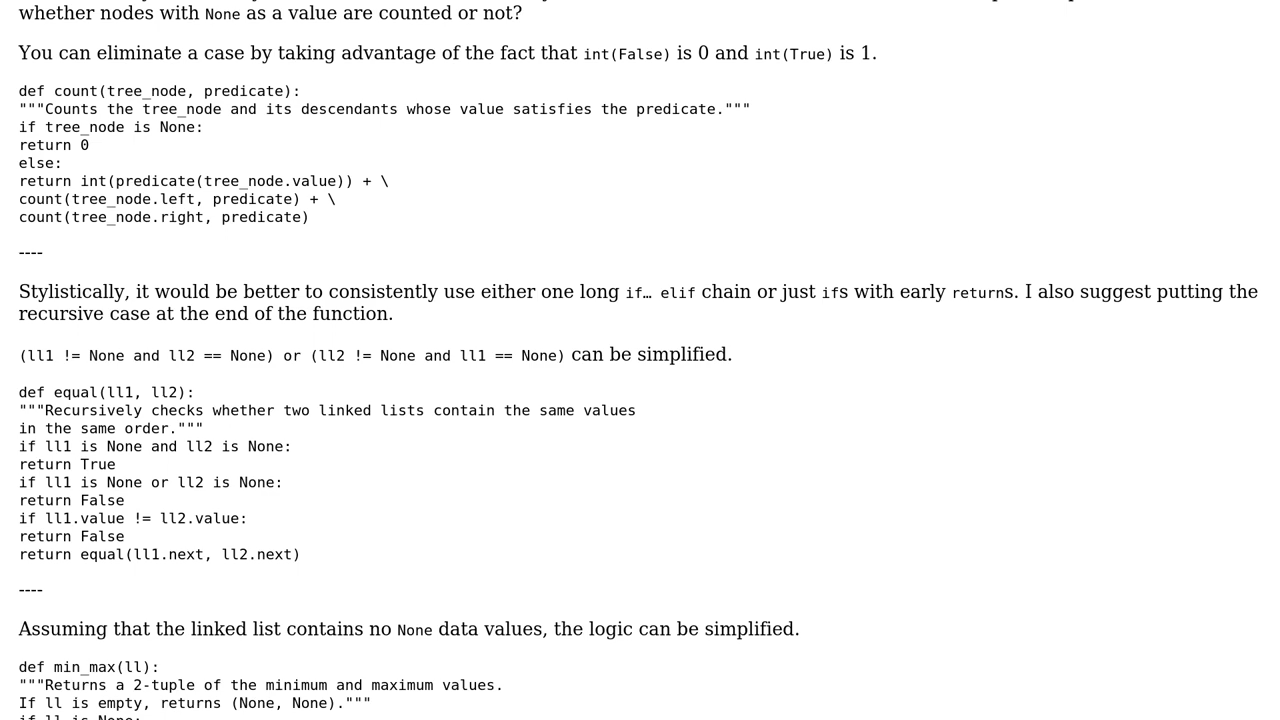 whether nodes with None as a value are counted or not?
You can eliminate a case by taking advantage of the fact that int(False) is 0 and int(True) is 1.
def count(tree_node, predicate):
"""Counts the tree_node and its descendants whose value satisfies the predicate."""
if tree_node is None:
return 0
else:
return int(predicate(tree_node.value)) + \
count(tree_node.left, predicate) + \
count(tree_node.right, predicate)
----
Stylistically, it would be better to consistently use either one long if… elif chain or just ifs with early returns. I also suggest putting the
recursive case at the end of the function.
(ll1 != None and ll2 == None) or (ll2 != None and ll1 == None) can be simplified.
def equal(ll1, ll2):
"""Recursively checks whether two linked lists contain the same values
in the same order."""
if ll1 is None and ll2 is None:
return True
if ll1 is None or ll2 is None:
return False
if ll1.value != ll2.value:
return False
return equal(ll1.next, ll2.next)
----
Assuming that the linked list contains no None data values, the logic can be simplified.
def min_max(ll):
"""Returns a 2-tuple of the minimum and maximum values.
If ll is empty, returns (None, None)."""
if ll is None: